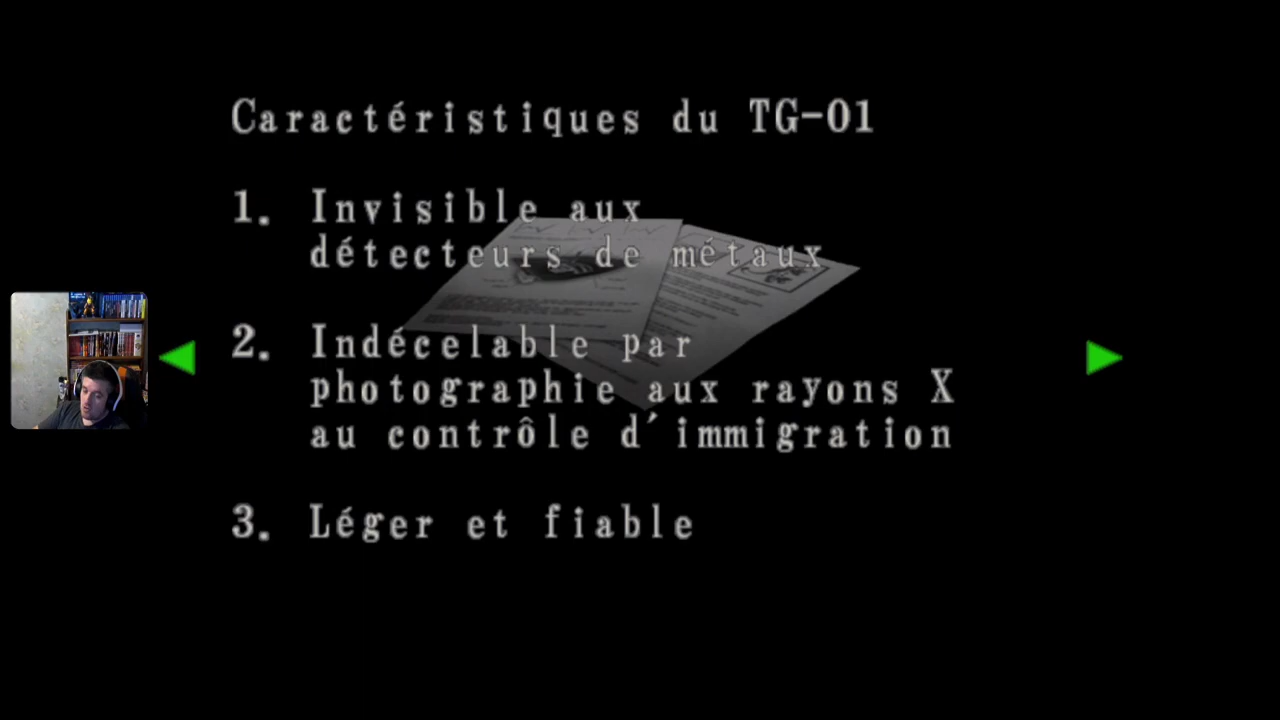 Caractéristiques du TG-01
1. Invisible aux
détecteurs de métaux
2. Indécelable par
photographie aux rayons X
au contrôle d'immigration
3. Léger et fiable